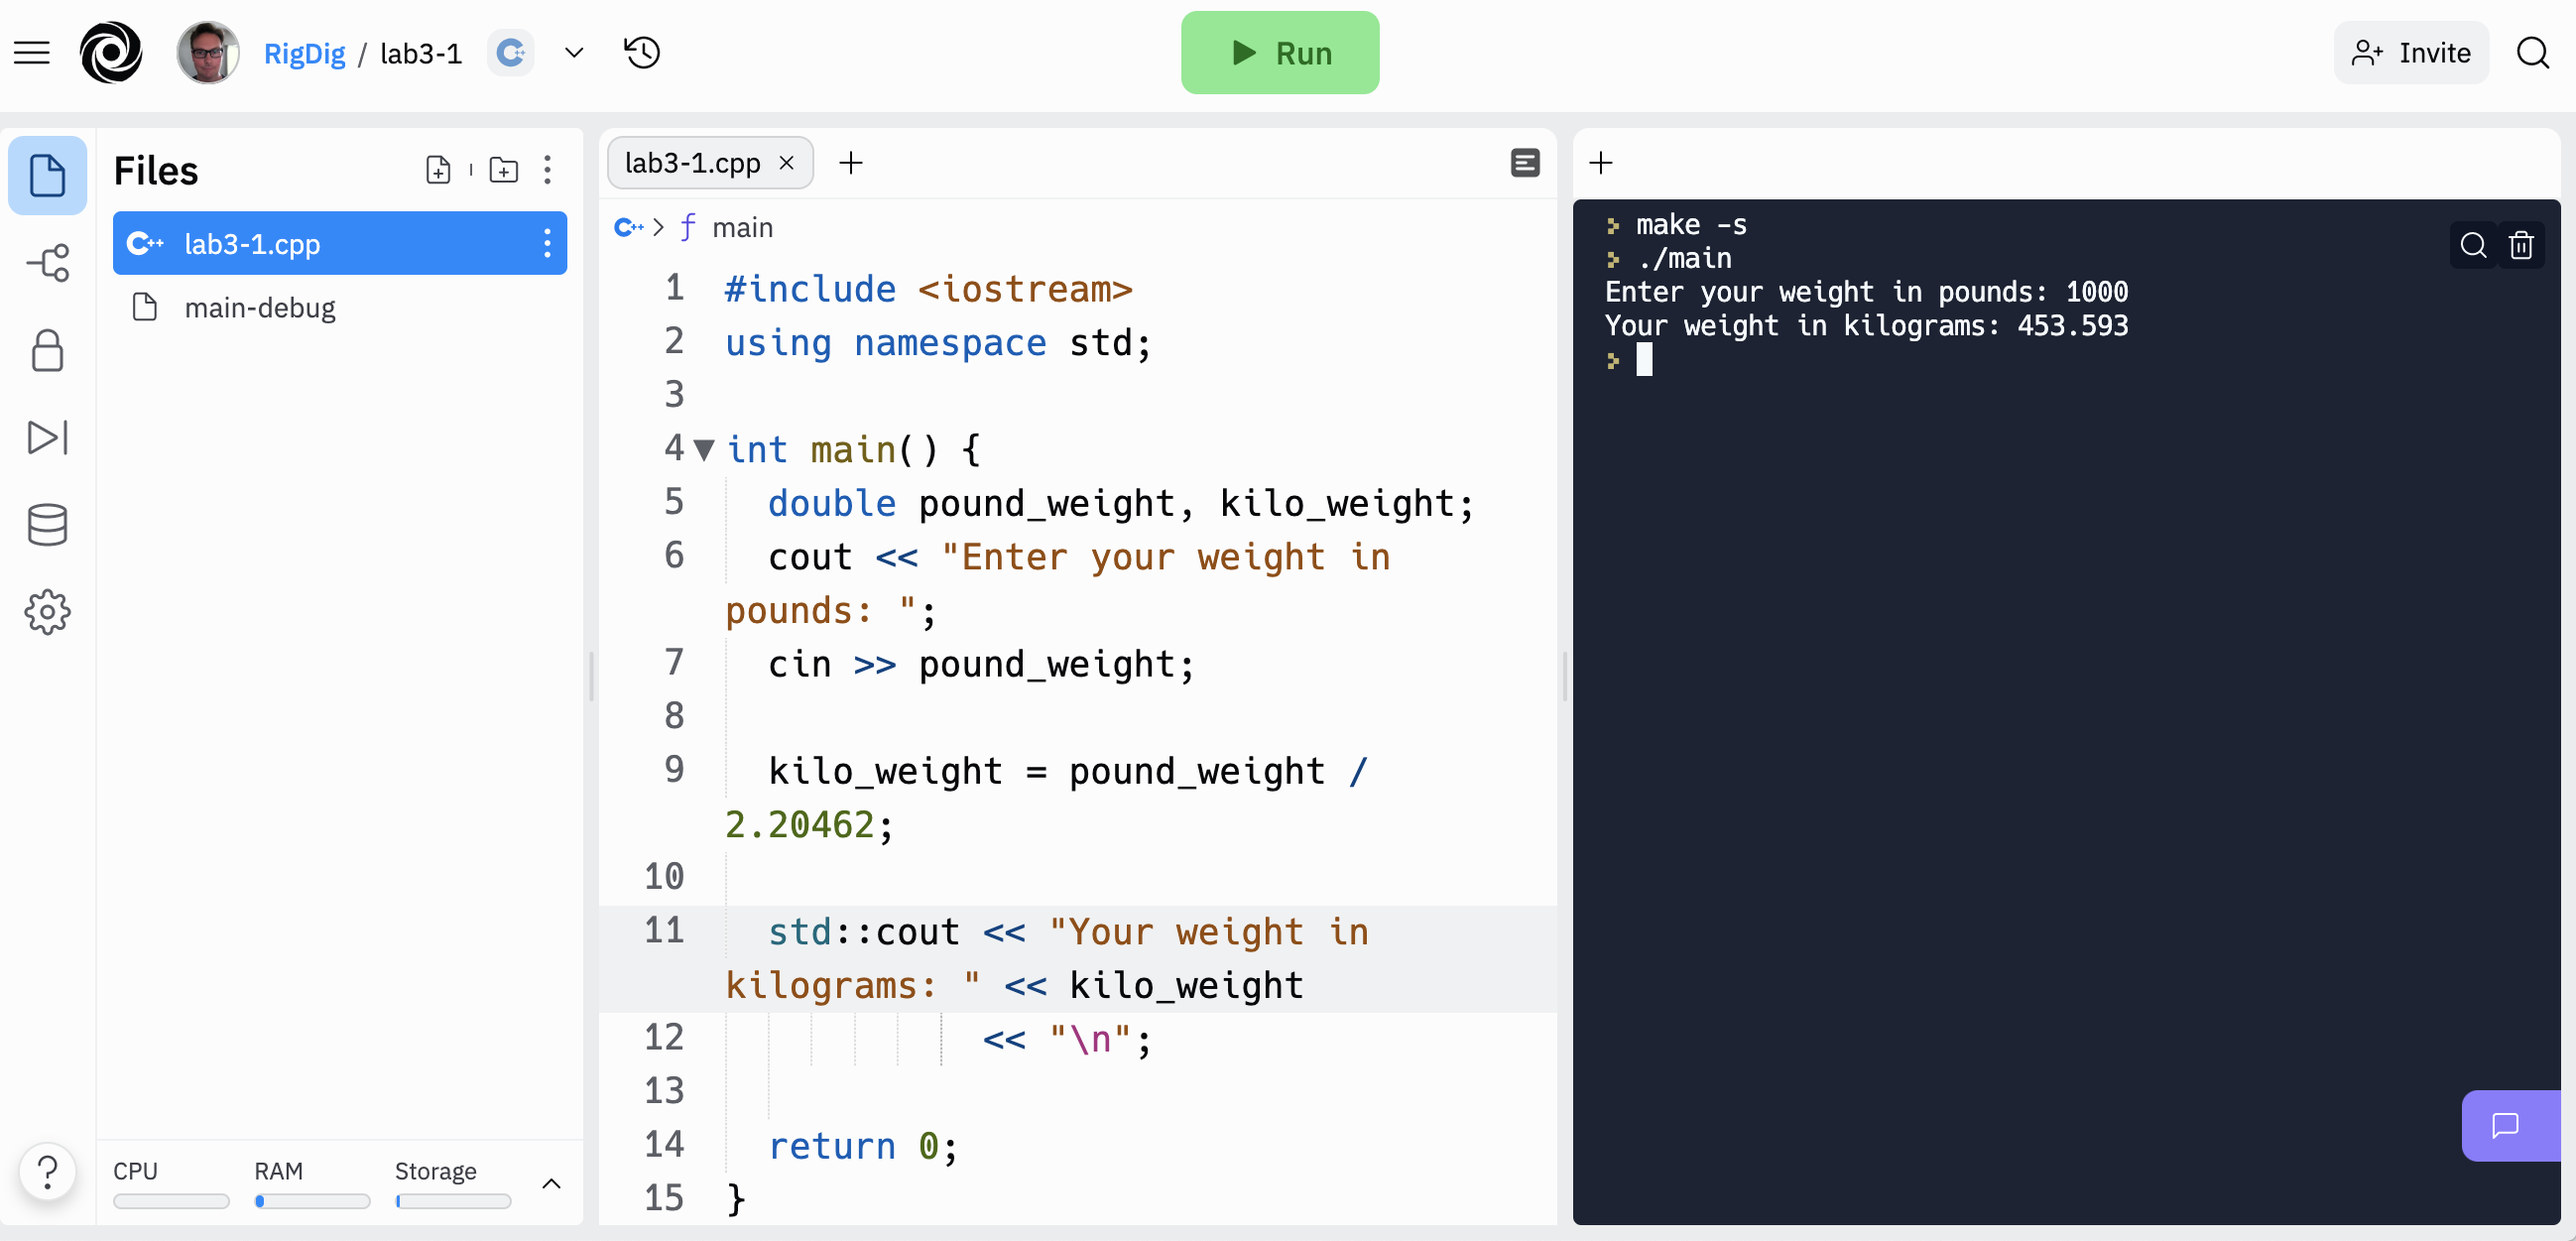 RigDig / lab3-1
Run
Invite
Files
lab3-1.cpp
main-debug
CPU
RAM
Storage
lab3-1.cpp
main
1 #include <iostream>
2 using namespace std;
3
4 int main() {
5 double pound_weight, kilo_weight;
6 cout << "Enter your weight in
pounds: ";
7 cin >> pound_weight;
8
9 kilo_weight = pound_weight /
2.20462;
10
11 std::cout << "Your weight in
kilograms: " << kilo_weight
12 << "\n";
13
14 return 0;
15 }
make -s
./main
Enter your weight in pounds: 1000
Your weight in kilograms: 453.593